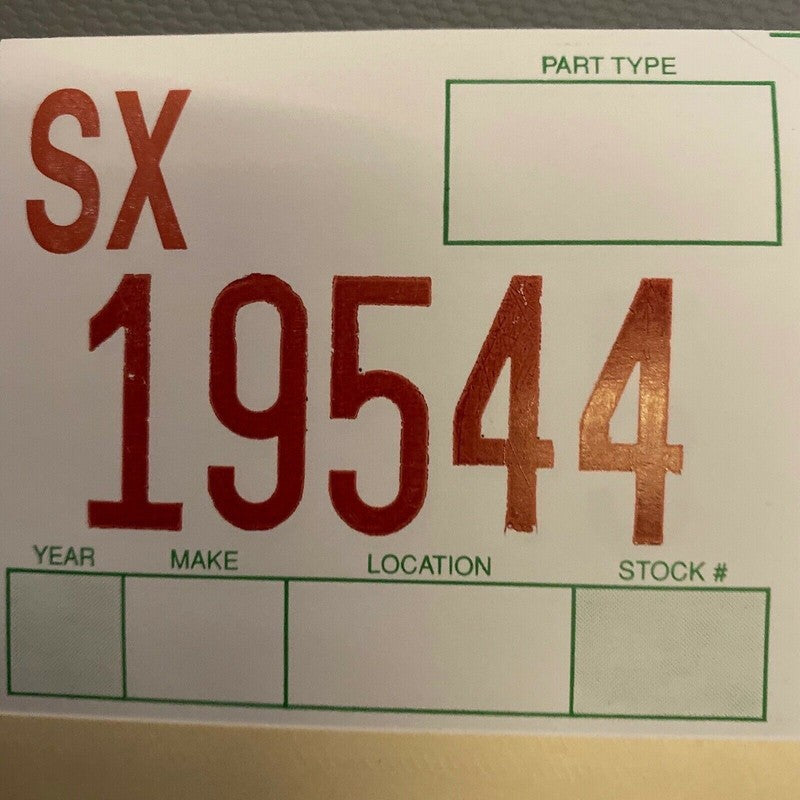 PART TYPE
SX
19544
YEAR MAKE LOCATION STOCK #